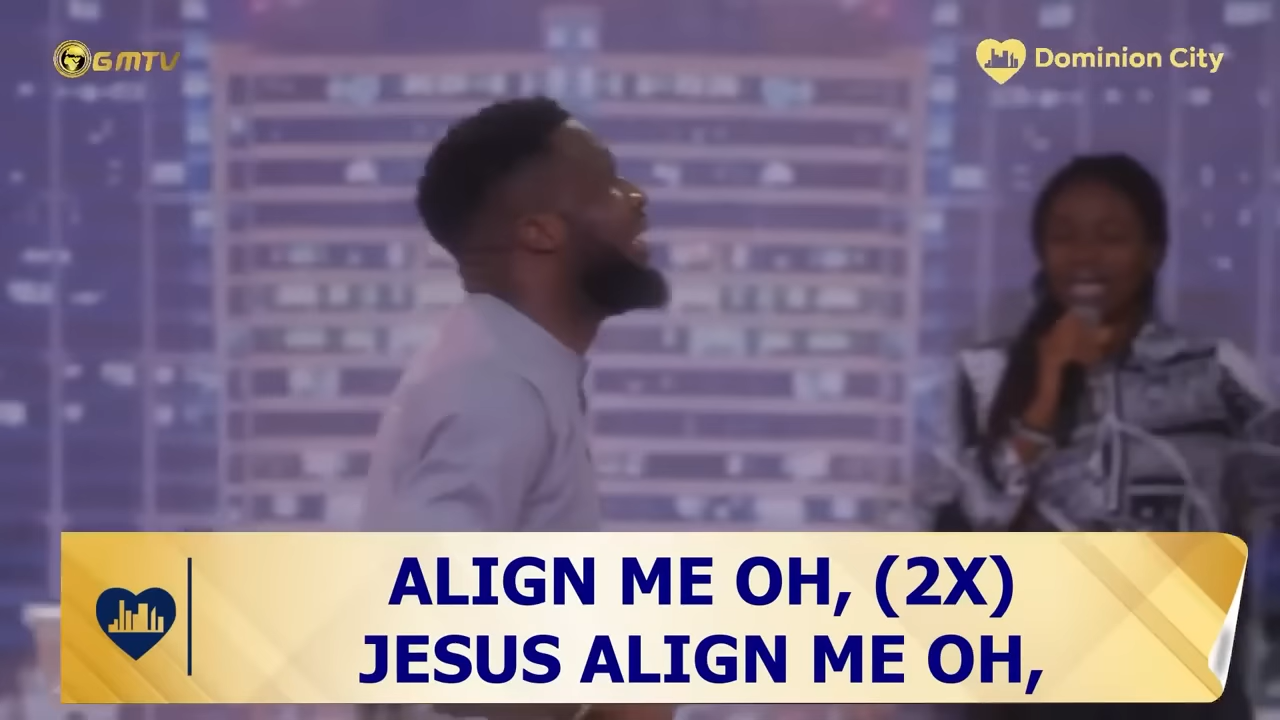 GMTV
Dominion City
ALIGN ME OH, (2X)
JESUS ALIGN ME OH,